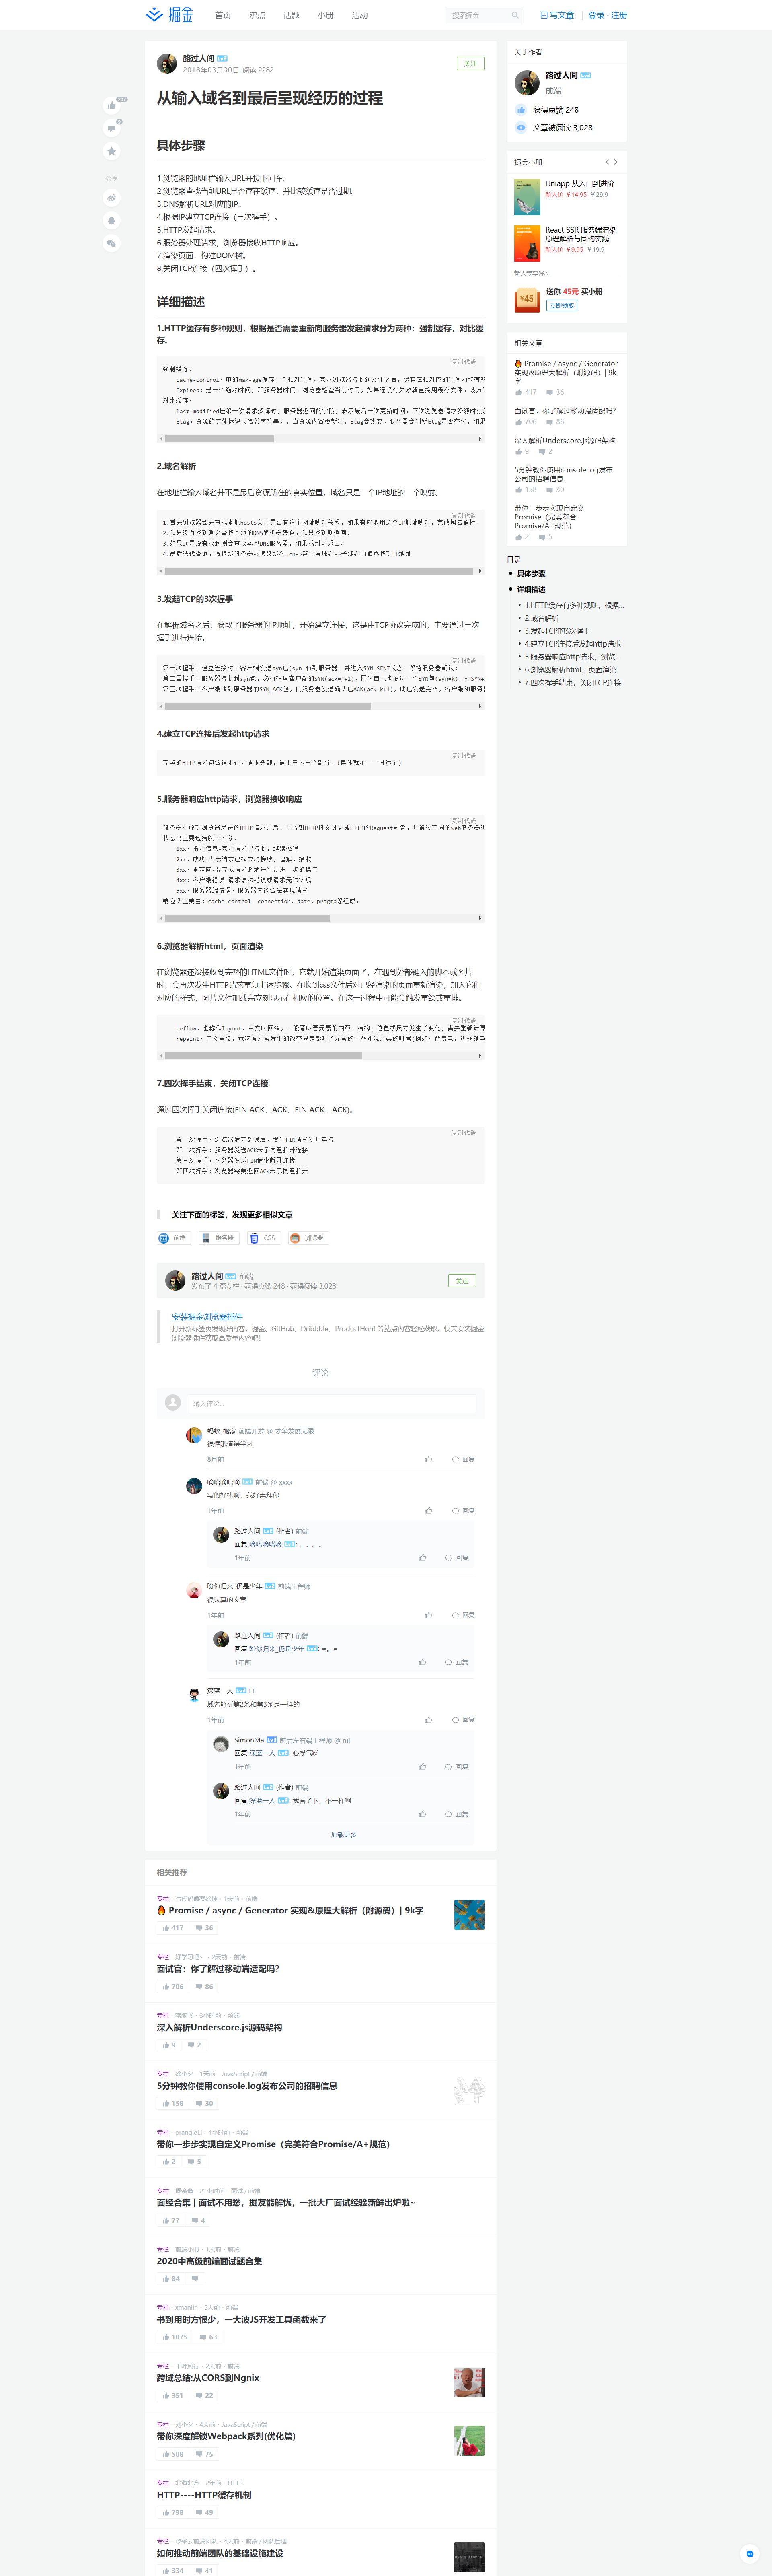 掘金
首页
沸点
话题
小册
活动
搜索掘金
写文章
登录 · 注册
路过人间
2018年03月30日 阅读 2282
关注
从输入域名到最后呈现经历的过程
具体步骤
1.浏览器的地址栏输入URL并按下回车。
2.浏览器查找当前URL是否存在缓存，并比较缓存是否过期。
3.DNS解析URL对应的IP。
4.根据IP建立TCP连接（三次握手）。
5.HTTP发起请求。
6.服务器处理请求，浏览器接收HTTP响应。
7.渲染页面，构建DOM树。
8.关闭TCP连接（四次挥手）。
详细描述
1.HTTP缓存有多种规则，根据是否需要重新向服务器发起请求分为两种：强制缓存，对比缓
存.
复制代码
强制缓存：
cache-control：中的max-age保存一个相对时间。表示浏览器接收到文件之后，缓存在相对应的时间内均有效
Expires：是一个绝对时间，即服务器时间。浏览器检查当前时间，如果还没有失效就直接用缓存文件。该方
对比缓存：
last-modified是第一次请求资源时，服务器返回的字段，表示最后一次更新时间。下次浏览器请求资源时就
Etag：资源的实体标识（哈希字符串），当资源内容更新时，Etag会改变。服务器会判断Etag是否变化，如果
2.域名解析
在地址栏输入域名并不是最后资源所在的真实位置，域名只是一个IP地址的一个映射。
复制代码
1.首先浏览器会先查找本地hosts文件是否有这个网址映射关系，如果有就调用这个IP地址映射，完成域名解析。
2.如果没有找到则会查找本地的DNS解析器缓存，如果找到则返回。
3.如果还是没有找到则会查找本地DNS服务器，如果找到则返回。
4.最后迭代查询，按根域服务器->顶级域名,cn->第二层域名->子域名的顺序找到IP地址
3.发起TCP的3次握手
在解析域名之后，获取了服务器的IP地址，开始建立连接，这是由TCP协议完成的，主要通过三次
握手进行连接。
复制代码
第一次握手：建立连接时，客户端发送syn包(syn=j)到服务器，并进入SYN_SENT状态，等待服务器确认；
第二层握手：服务器接收到syn包，必须确认客户端的SYN(ack=j+1)，同时自己也发送一个SYN包(syn=k)，即SYN+
第三次握手：客户端收到服务器的SYN_ACK包，向服务器发送确认包ACK(ack=k+1)，此包发送完毕，客户端和服务
4.建立TCP连接后发起http请求
复制代码
完整的HTTP请求包含请求行，请求头部，请求主体三个部分。(具体我不一一讲述了)
5.服务器响应http请求，浏览器接收响应
复制代码
服务器在收到浏览器发送的HTTP请求之后，会收到HTTP按文封装成HTTP的Request对象，并通过不同的web服务器进
状态码主要包括以下部分：
1xx：指示信息-表示请求已接收，继续处理
2xx：成功-表示请求已被成功接收，理解，接收
3xx：重定向-要完成请求必须进行更进一步的操作
4xx：客户端错误-请求语法错误或请求无法实现
5xx：服务器端错误：服务器未能合法实现请求
响应头主要由：cache-control、connection、date、pragma等组成。
6.浏览器解析html，页面渲染
在浏览器还没接收到完整的HTML文件时，它就开始渲染页面了，在遇到外部链入的脚本或图片
时，会再次发生HTTP请求重复上述步骤。在收到css文件后对已经渲染的页面重新渲染，加入它们
对应的样式，图片文件加载完立刻显示在相应的位置。在这一过程中可能会触发重绘或重排。
复制代码
reflow：也称作layout，中文叫回流，一般意味着元素的内容、结构、位置或尺寸发生了变化，需要重新计算
repaint：中文重绘，意味着元素发生的改变只是影响了元素的一些外观之类的时候(例如：背景色，边框颜色
7.四次挥手结束，关闭TCP连接
通过四次挥手关闭连接(FIN ACK、ACK、FIN ACK、ACK)。
复制代码
第一次挥手：浏览器发完数据后，发生FIN请求断开连接
第二次挥手：服务器发送ACK表示同意断开连接
第三次挥手：服务器发送FIN请求断开连接
第四次挥手：浏览器需要返回ACK表示同意断开
关注下面的标签，发现更多相似文章
前端
服务器
CSS
浏览器
路过人间 前端
发布了 4 篇专栏 · 获得点赞 248 · 获得阅读 3,028
关注
安装掘金浏览器插件
打开新标签页发现好内容，掘金、GitHub、Dribbble、ProductHunt 等站点内容轻松获取。快来安装掘金
浏览器插件获取高质量内容吧！
评论
输入评论...
蚂蚁_搬家 前端开发 @ 才华发霉无限
很棒哦值得学习
8月前 回复
嘀嗒嘀嗒嘀 前端 @ xxxx
写的好棒啊，我好崇拜你
1年前 回复
路过人间 (作者) 前端
回复 嘀嗒嘀嗒嘀 : 。。。。
1年前 回复
盼你归来_仍是少年 前端工程师
很认真的文章
1年前 回复
路过人间 (作者) 前端
回复 盼你归来_仍是少年 : =。=
1年前 回复
深蓝一人 FE
域名解析第2条和第3条是一样的
1年前 回复
SimonMa 前后左右端工程师 @ nil
回复 深蓝一人 : 心浮气躁
1年前 回复
路过人间 (作者) 前端
回复 深蓝一人 : 我看了下，不一样啊
1年前 回复
加载更多
相关推荐
🔥 Promise / async / Generator 实现&原理大解析（附源码）| 9k字
417 36
专栏 · 好学习吧~ · 2天前 · 前端
面试官：你了解过移动端适配吗？
706 86
深入解析Underscore.js源码架构
9 2
5分钟教你使用console.log发布公司的招聘信息
158 30
专栏 · orangleLi · 4小时前 · 前端
带你一步步实现自定义Promise（完美符合Promise/A+规范）
2 5
面经合集 | 面试不用愁，掘友能解忧，一批大厂面试经验新鲜出炉啦~
77 4
专栏 · 前端小时 · 1天前 · 前端
2020中高级前端面试题合集
84
专栏 · xmanlin · 5天前 · 前端
书到用时方恨少，一大波JS开发工具函数来了
1075 63
跨域总结:从CORS到Ngnix
351 22
带你深度解锁Webpack系列(优化篇)
508 75
专栏 · 北海北方 · 2年前 · HTTP
HTTP----HTTP缓存机制
798 49
专栏 · 政采云前端团队 · 4天前 · 前端 / 团队管理
如何推动前端团队的基础设施建设
334 41
分享
关于作者
路过人间
前端
获得点赞 248
文章被阅读 3,028
掘金小册
Uniapp 从入门到进阶
新人价 ￥14.95 ￥29.9
React SSR 服务端渲染
原理解析与同构实践
新人价 ￥9.95 ￥19.9
新人专享好礼
￥45
送你 45元 买小册
立即领取
相关文章
🔥 Promise / async / Generator
实现&原理大解析（附源码）| 9k
字
417 36
面试官：你了解过移动端适配吗？
706 86
深入解析Underscore.js源码架构
9 2
5分钟教你使用console.log发布
公司的招聘信息
158 30
带你一步步实现自定义
Promise（完美符合
Promise/A+规范）
2 5
目录
具体步骤
详细描述
1.HTTP缓存有多种规则，根据...
2.域名解析
3.发起TCP的3次握手
4.建立TCP连接后发起http请求
5.服务器响应http请求，浏览...
6.浏览器解析html，页面渲染
7.四次挥手结束，关闭TCP连接